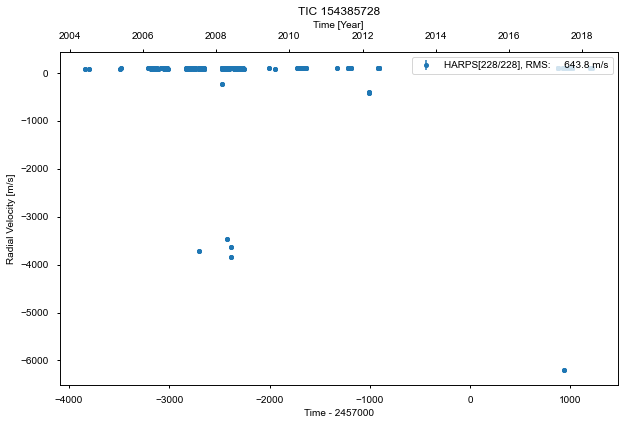 TIC 154385728
Time [Year]
2004 2006 2008 2010 2012 2014 2016 2018
HARPS[228/228], RMS: 643.8 m/s
Radial Velocity [m/s]
0
−1000
−2000
−3000
−4000
−5000
−6000
−4000 −3000 −2000 −1000 0 1000
Time - 2457000